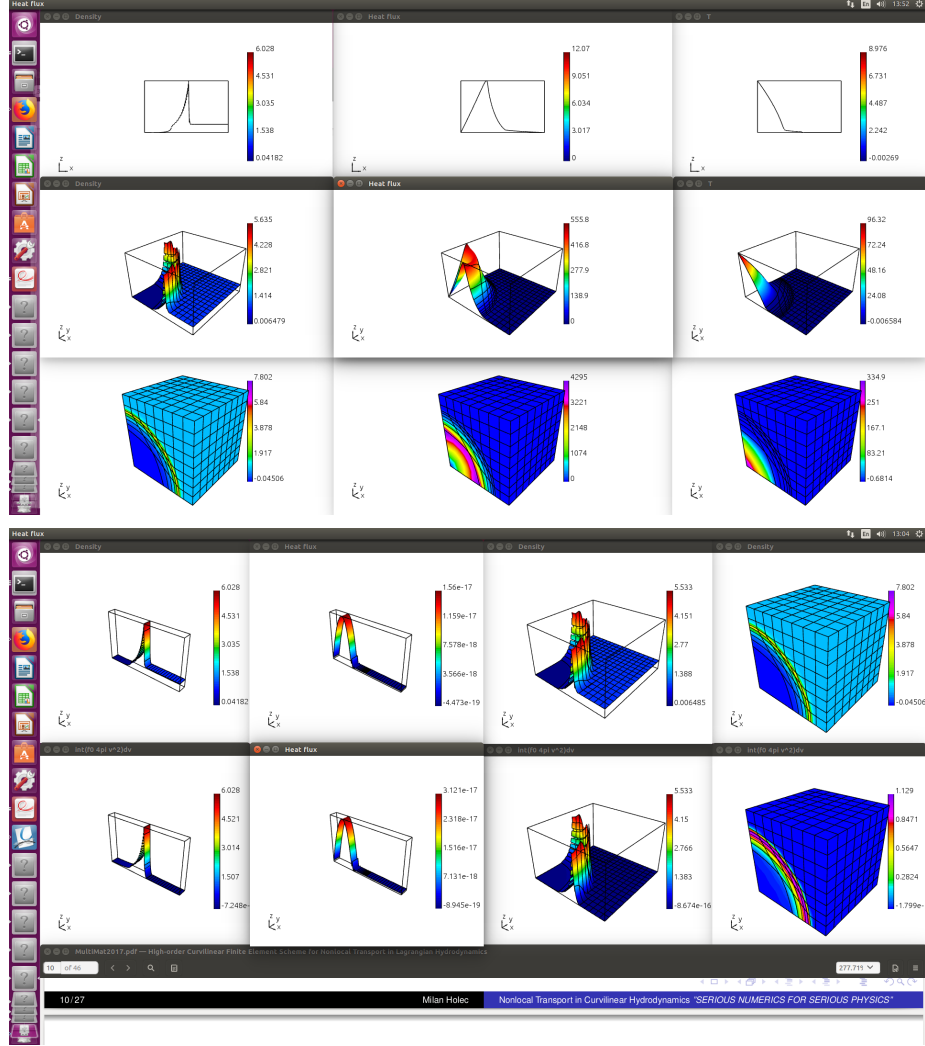 Heat flux En 13:52
Density Heat flux T
6.028
4.531
3.035
1.538
0.04182
z
x
12.07
9.051
6.034
3.017
0
z
x
8.976
6.731
4.487
2.242
-0.00269
z
x
Density Heat flux T
5.635
4.228
2.821
1.414
0.006479
z y
x
555.8
416.8
277.9
138.9
0
z y
x
96.32
72.24
48.16
24.08
-0.006584
z y
x
7.802
5.84
3.878
1.917
-0.04506
z y
x
4295
3221
2148
1074
0
z y
x
334.9
251
167.1
83.21
-0.6814
z y
x
Heat flux En 13:04
Density Heat flux Density Density
6.028
4.531
3.035
1.538
0.04182
z y
x
1.56e-17
1.159e-17
7.578e-18
3.566e-18
-4.473e-19
z y
x
5.533
4.151
2.77
1.388
0.006485
z y
x
7.802
5.84
3.878
1.917
-0.04506
z y
x
int(f0 4pi v^2)dv Heat flux int(f0 4pi v^2)dv int(f0 4pi v^2)dv
6.028
4.521
3.014
1.507
-7.248e-
z y
x
3.121e-17
2.318e-17
1.516e-17
7.131e-18
-8.945e-19
z y
x
5.533
4.15
2.766
1.383
-8.674e-16
z y
x
1.129
0.8471
0.5647
0.2824
-1.799e-
z y
x
MultiMat2017.pdf — High-order Curvilinear Finite Element Scheme for Nonlocal Transport in Lagrangian Hydrodynamics
10 of 46 277.711
10/27 Milan Holec Nonlocal Transport in Curvilinear Hydrodynamics "SERIOUS NUMERICS FOR SERIOUS PHYSICS"